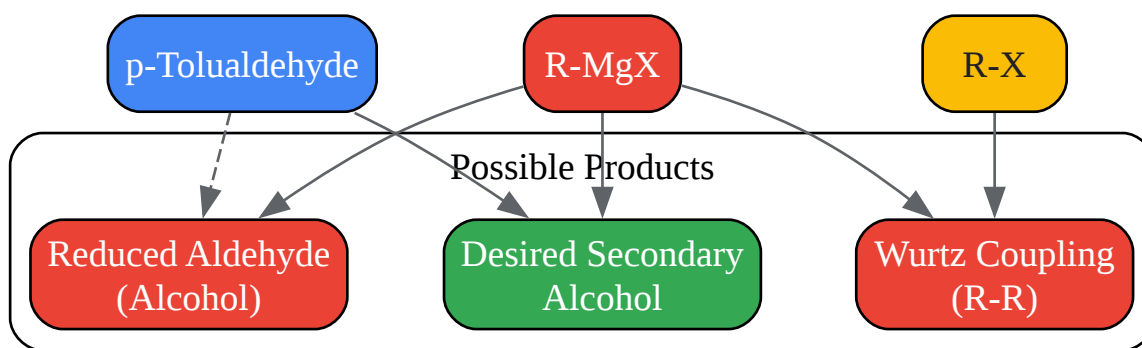 p-Tolualdehyde
R-MgX
R-X
Possible Products
Reduced Aldehyde
(Alcohol)
Desired Secondary
Alcohol
Wurtz Coupling
(R-R)